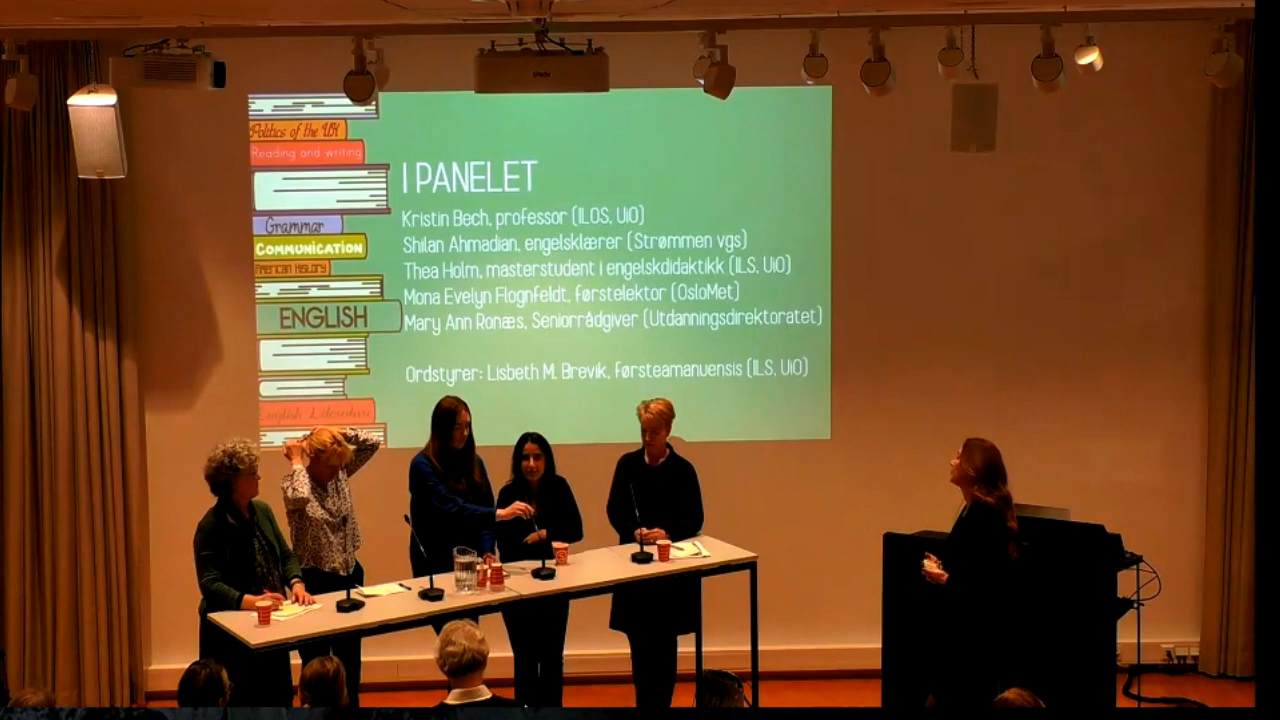 Politics of the UK
Reading and writing
Grammar
COMMUNICATION
American History
ENGLISH
English Literature
I PANELET
Kristin Bech, professor (ILOS, UiO)
Shilan Ahmadian, engelsklærer (Strømmen vgs)
Thea Holm, masterstudent i engelskdidaktikk (ILS, UiO)
Mona Evelyn Flognfeldt, førstelektor (OsloMet)
Mary Ann Ronæs, Seniorrådgiver (Utdanningsdirektoratet)
Ordstyrer: Lisbeth M. Brevik, førsteamanuensis (ILS, UiO)